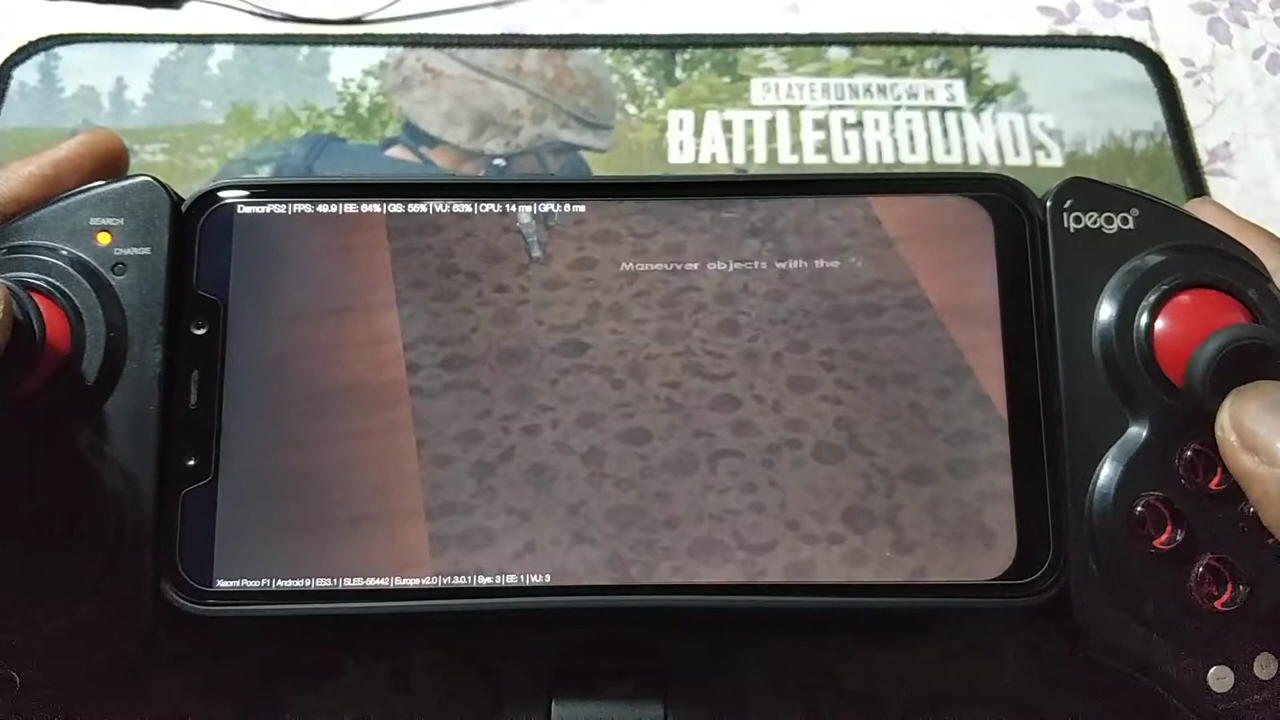 PLAYERUNKNOWN'S
BATTLEGROUNDS
SEARCH
CHARGE
ípega®
DamonPS2 | FPS: 49.9 | EE: 64% | GS: 55% | VU: 63% | CPU: 14 ms | GPU: 6 ms
Maneuver objects with the
Xiaomi Poco F1 | Android 9 | ES3.1 | SLES-55442 | Europe v2.0 | v1.3.0.1 | Sys: 3 | EE: 1 | VU: 3